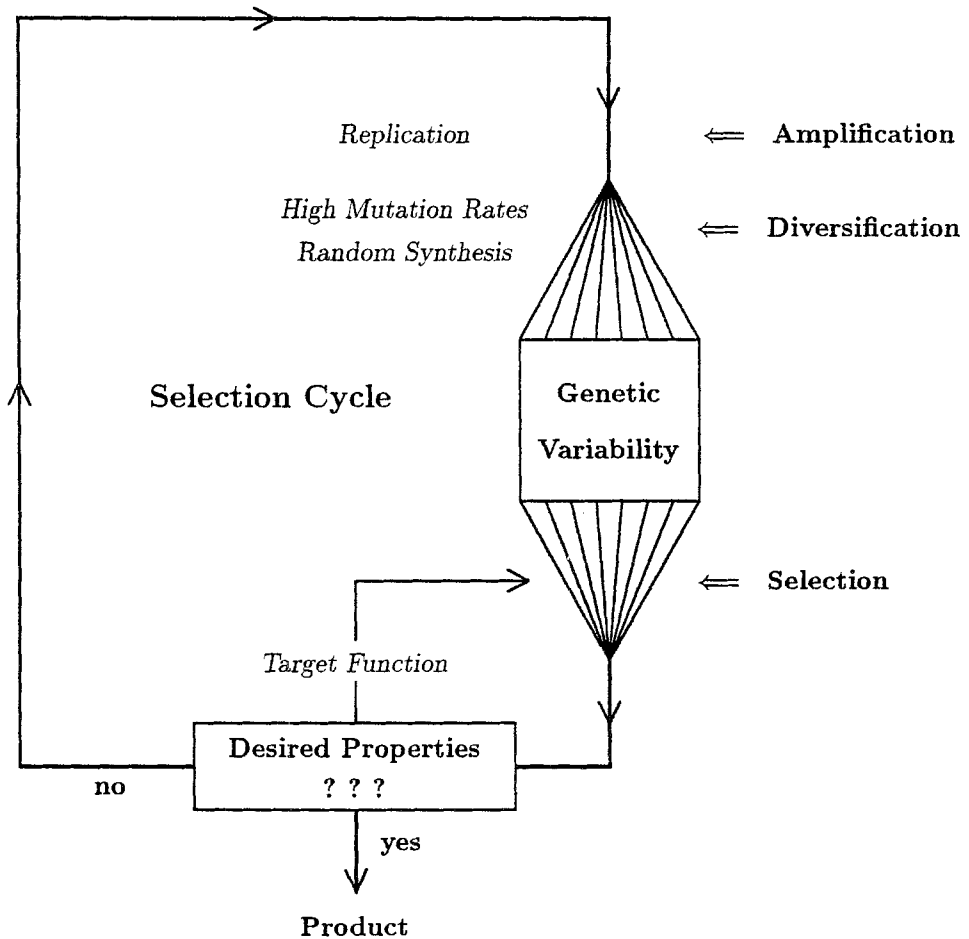 Replication
⇐ Amplification
High Mutation Rates
⇐ Diversification
Random Synthesis
Selection Cycle
Genetic
Variability
⇐ Selection
Target Function
Desired Properties
? ? ?
no
yes
Product